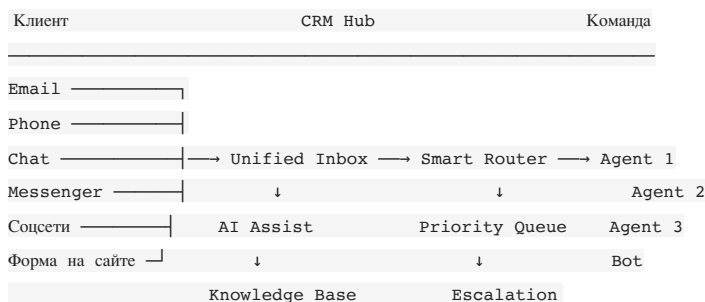 Клиент CRM Hub Команда
Email ──────────┐
Phone ──────────┤
Chat ───────────┤──→ Unified Inbox ──→ Smart Router ──→ Agent 1
Messenger ──────┤ ↓ ↓ Agent 2
Соцсети ────────┤ AI Assist Priority Queue Agent 3
Форма на сайте ─┘ ↓ ↓ Bot
Knowledge Base Escalation